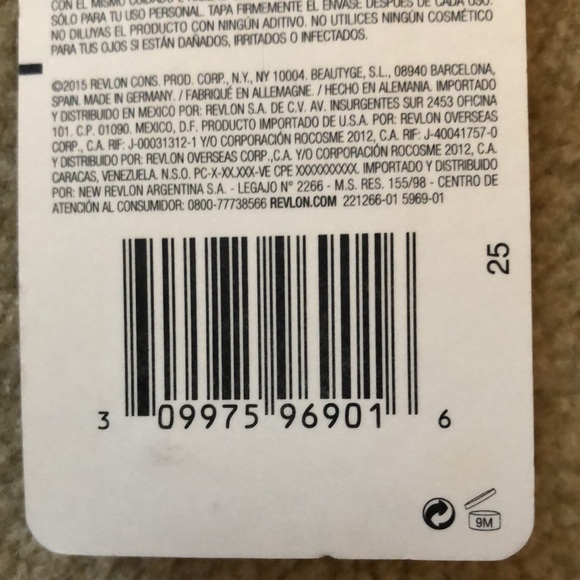 CON EL MISMO CUIDADO
SÓLO PARA TU USO PERSONAL. TAPA FIRMEMENTE EL ENVASE DESPUÉS DE CADA USO.
NO DILUYAS EL PRODUCTO CON NINGÚN ADITIVO. NO UTILICES NINGÚN COSMÉTICO
PARA TUS OJOS SI ESTÁN DAÑADOS, IRRITADOS O INFECTADOS.
©2015 REVLON CONS. PROD. CORP., N.Y., NY 10004. BEAUTYGE, S.L., 08940 BARCELONA,
SPAIN. MADE IN GERMANY. / FABRIQUÉ EN ALLEMAGNE. / HECHO EN ALEMANIA. IMPORTADO
Y DISTRIBUIDO EN MEXICO POR: REVLON S.A. DE C.V. AV. INSURGENTES SUR 2453 OFICINA
101. C.P. 01090. MEXICO, D.F. PRODUCTO IMPORTADO DE U.S.A. POR: REVLON OVERSEAS
CORP., C.A. RIF: J-00031312-1 Y/O CORPORACIÓN ROCOSME 2012, C.A. RIF: J-40041757-0
Y DISTRIBUIDO POR: REVLON OVERSEAS CORP.,C.A. Y/O CORPORACIÓN ROCOSME 2012, C.A.
CARACAS, VENEZUELA. N.S.O. PC-X-XX.XXX-VE CPE XXXXXXXXXX. IMPORTADO Y DISTRIBUIDO
POR: NEW REVLON ARGENTINA S.A. - LEGAJO N° 2266 - M.S. RES. 155/98 - CENTRO DE
ATENCIÓN AL CONSUMIDOR: 0800-77738566 REVLON.COM 221266-01 5969-01
25
3 09975 96901 6
9M